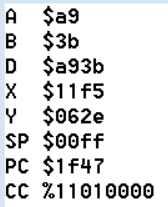 A $a9
B $3b
D $a93b
X $11f5
Y $062e
SP $00ff
PC $1f47
CC %11010000